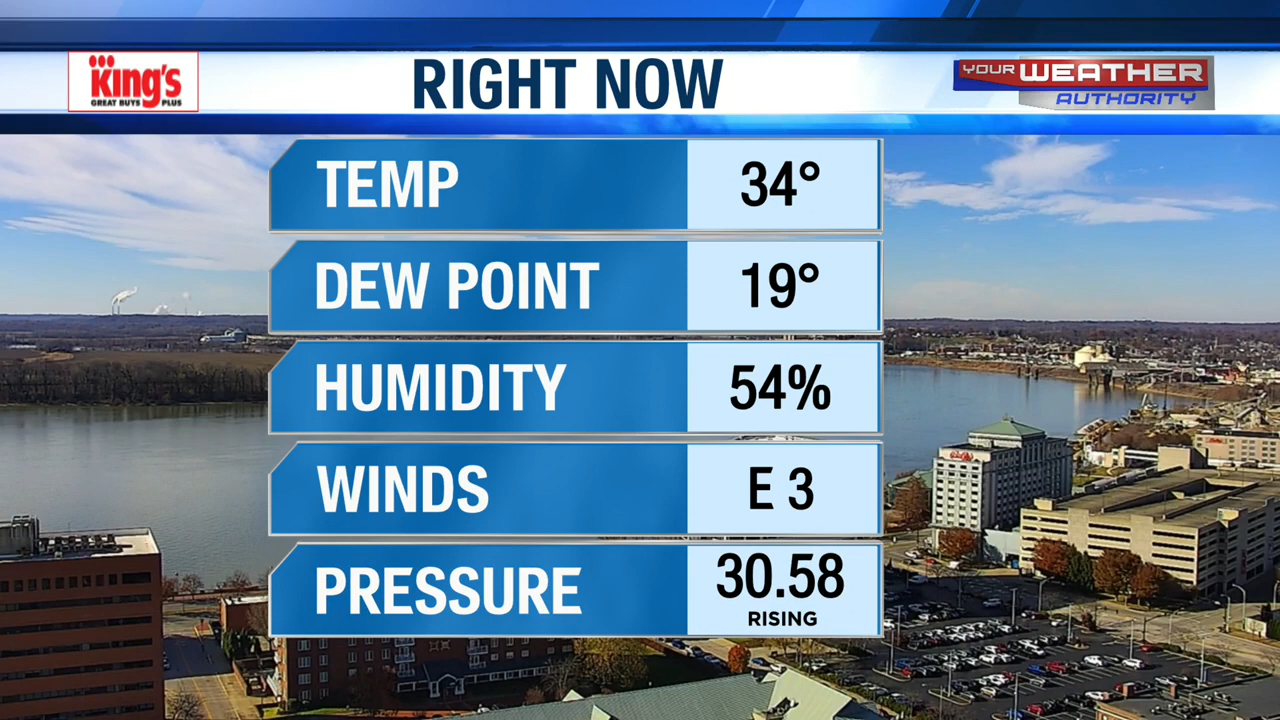 King's
GREAT BUYS PLUS
RIGHT NOW
YOUR WEATHER
AUTHORITY
TEMP 34°
DEW POINT 19°
HUMIDITY 54%
WINDS E 3
PRESSURE 30.58
RISING